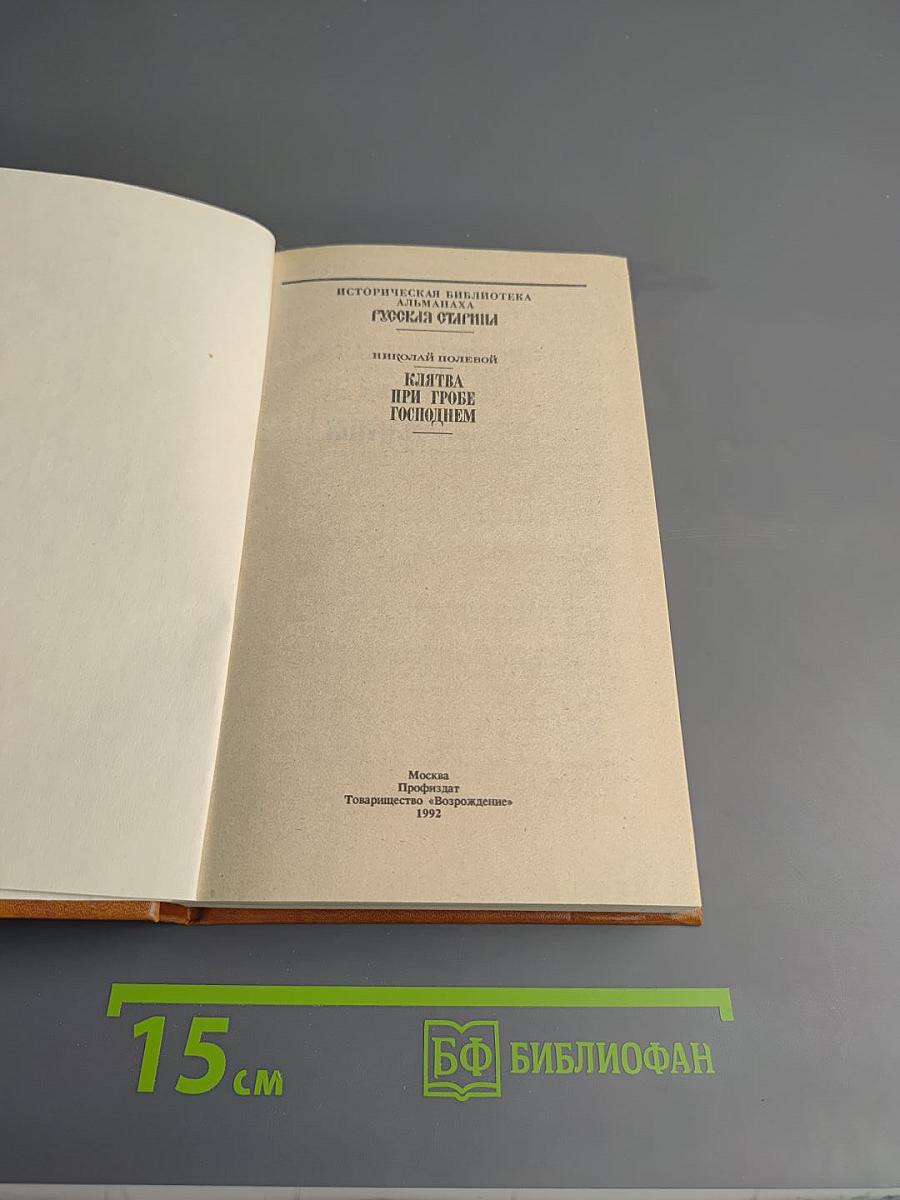 ИСТОРИЧЕСКАЯ БИБЛИОТЕКА
АЛЬМАНАХА
РУССКАЯ СТАРИНА
НИКОЛАЙ ПОЛЕВОЙ
КЛЯТВА
ПРИ ГРОБЕ
ГОСПОДНЕМ
Москва
Профиздат
Товарищество «Возрождение»
1992
15 см
БФ БИБЛИОФАН